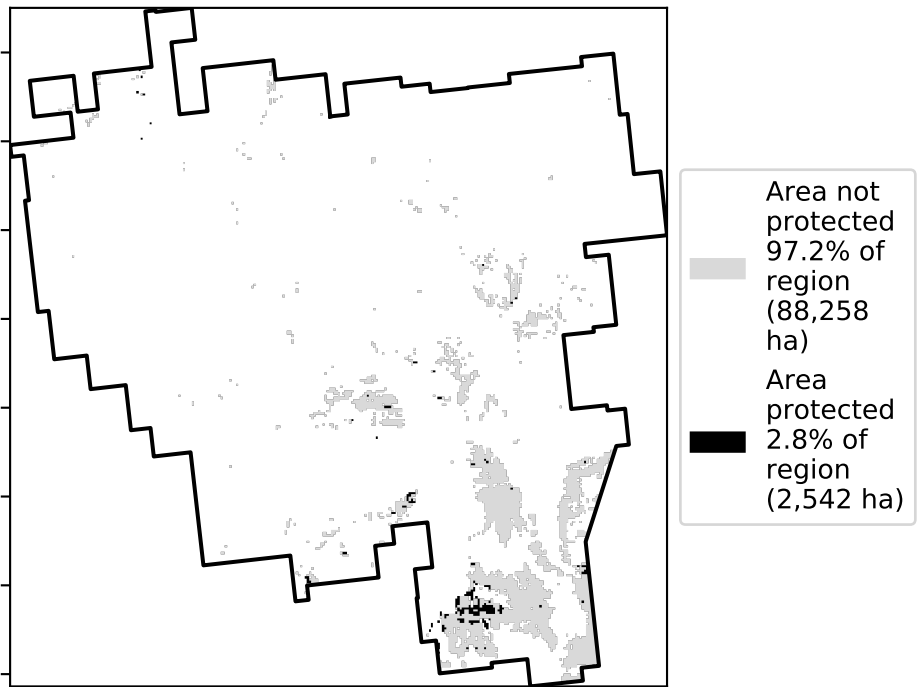 Area not
protected
97.2% of
region
(88,258
ha)
Area
protected
2.8% of
region
(2,542 ha)